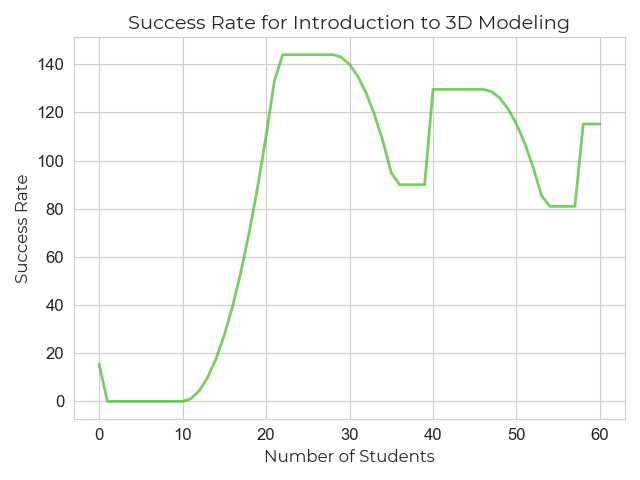 Success Rate for Introduction to 3D Modeling
140
120
100
80
60
40
20
0
Success Rate
0 10 20 30 40 50 60
Number of Students